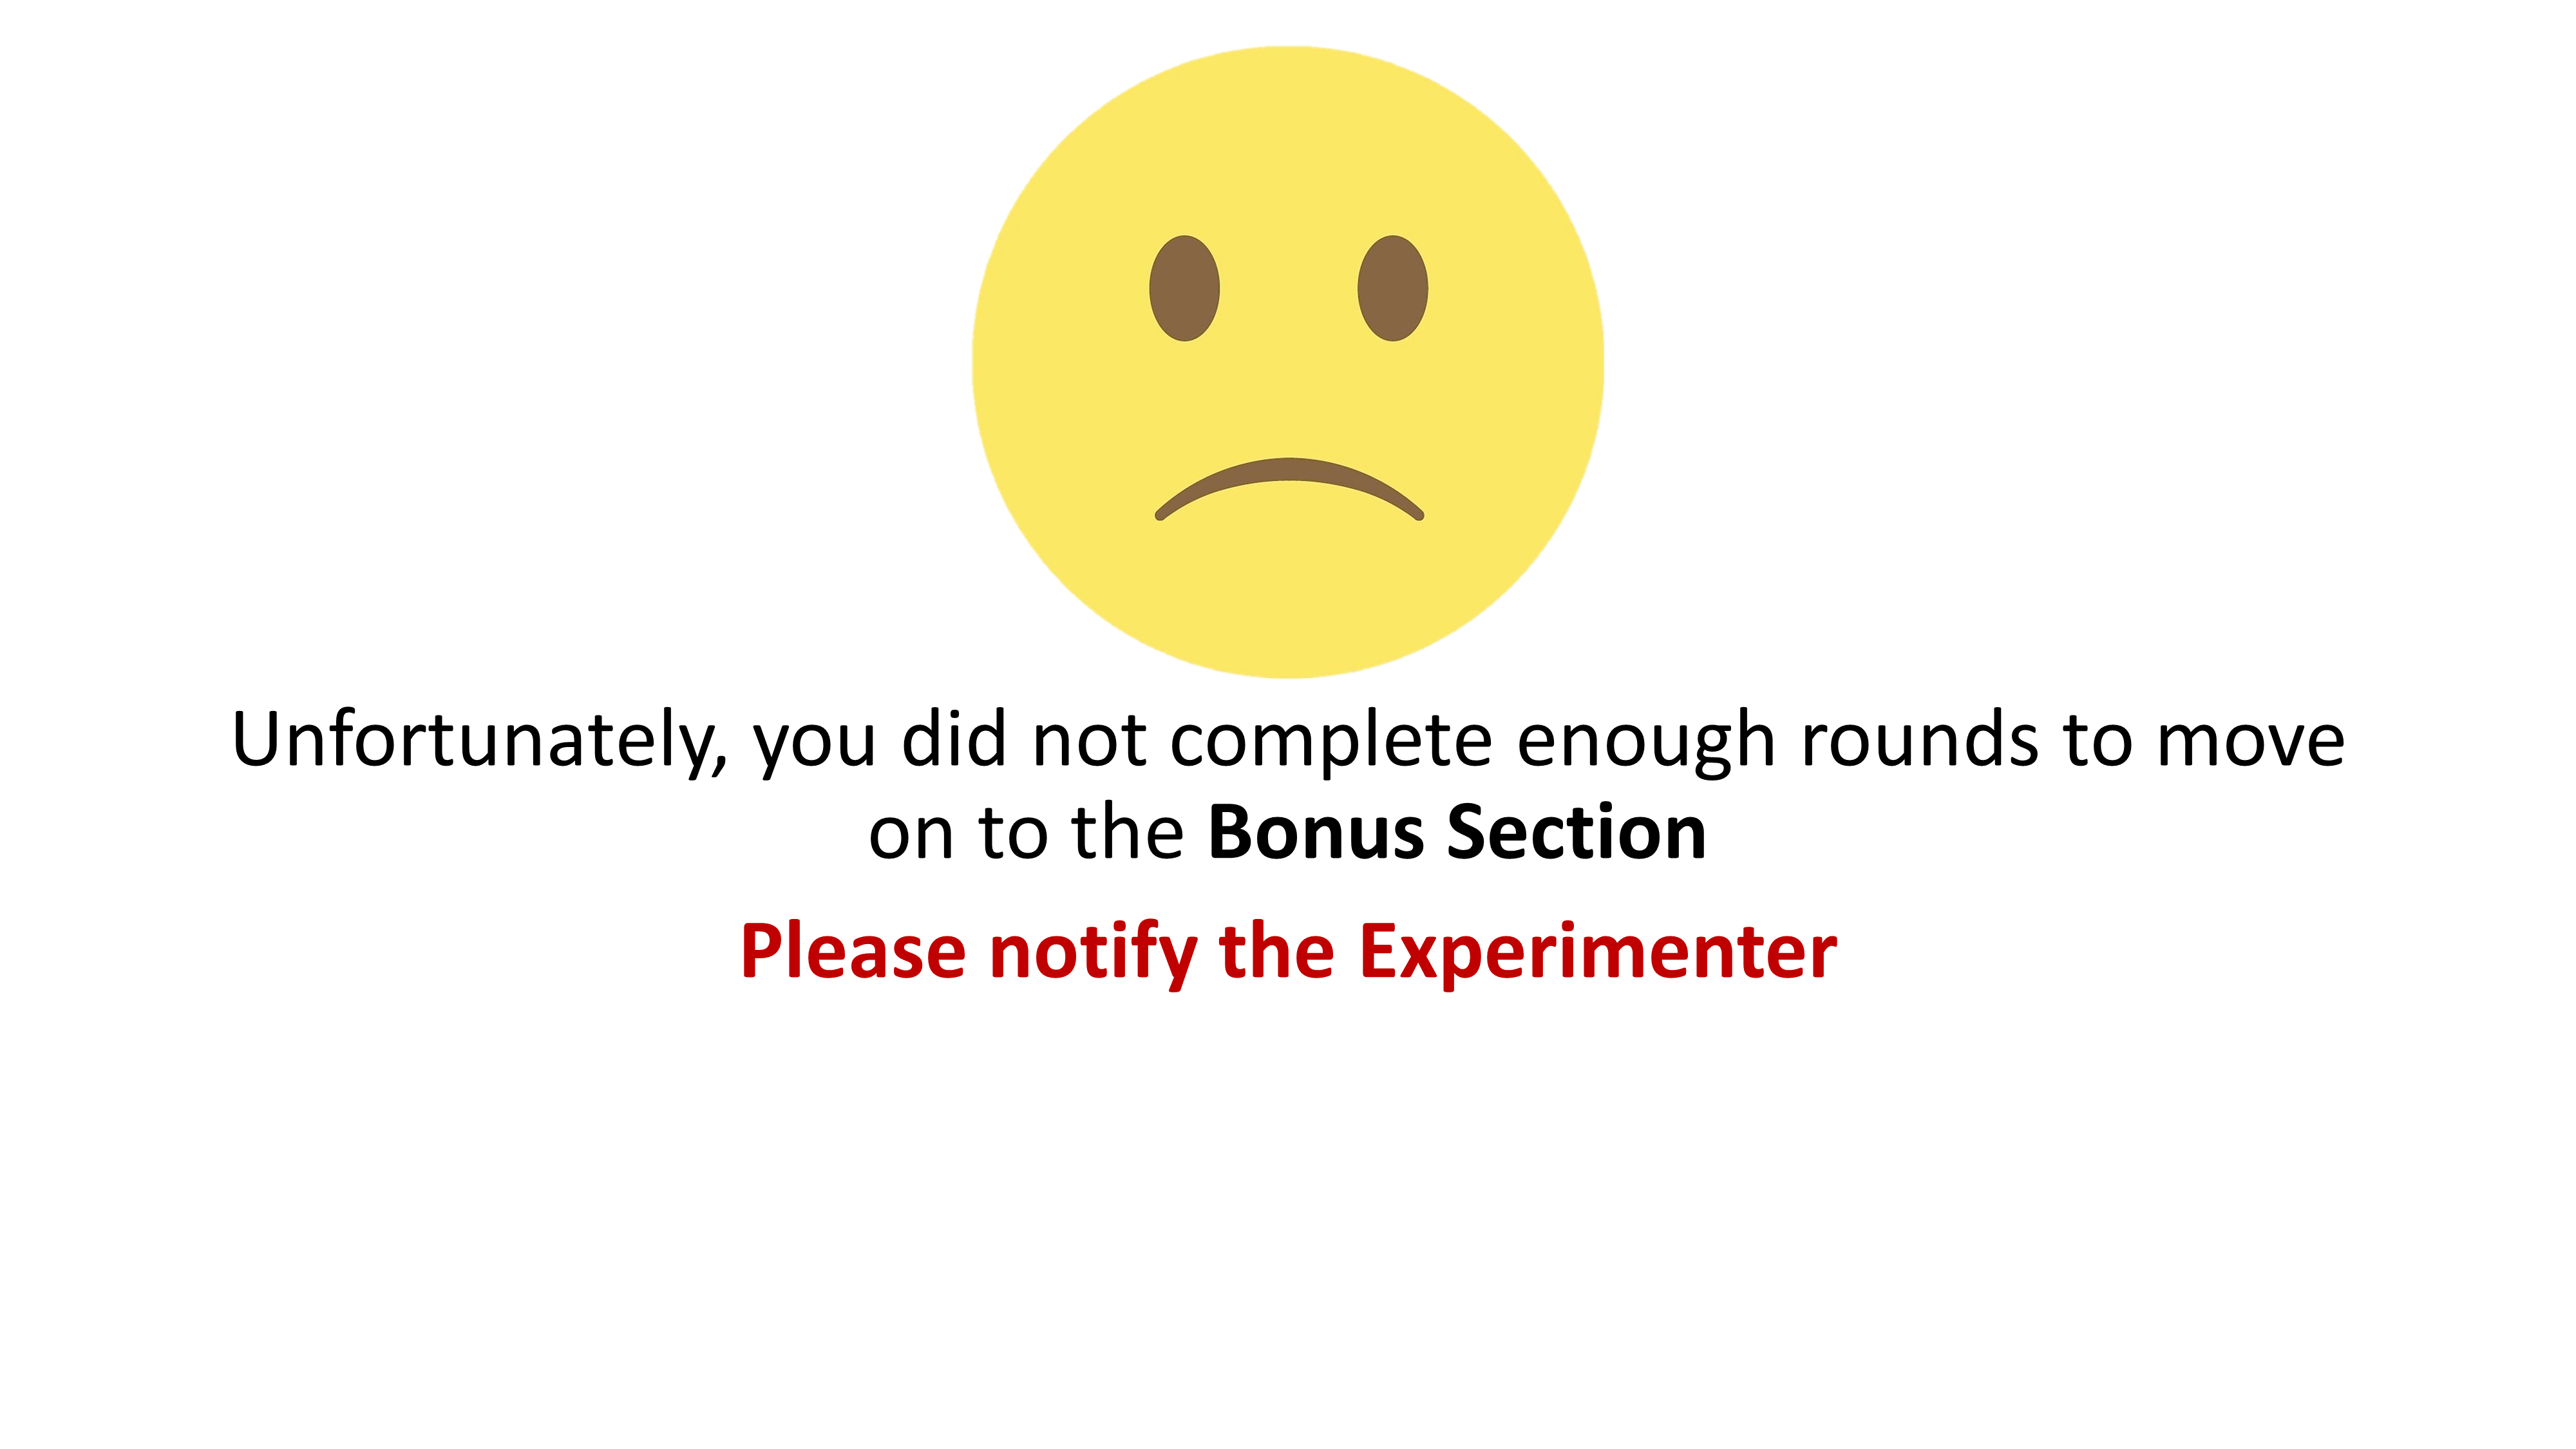 Unfortunately, you did not complete enough rounds to move
on to the Bonus Section
Please notify the Experimenter